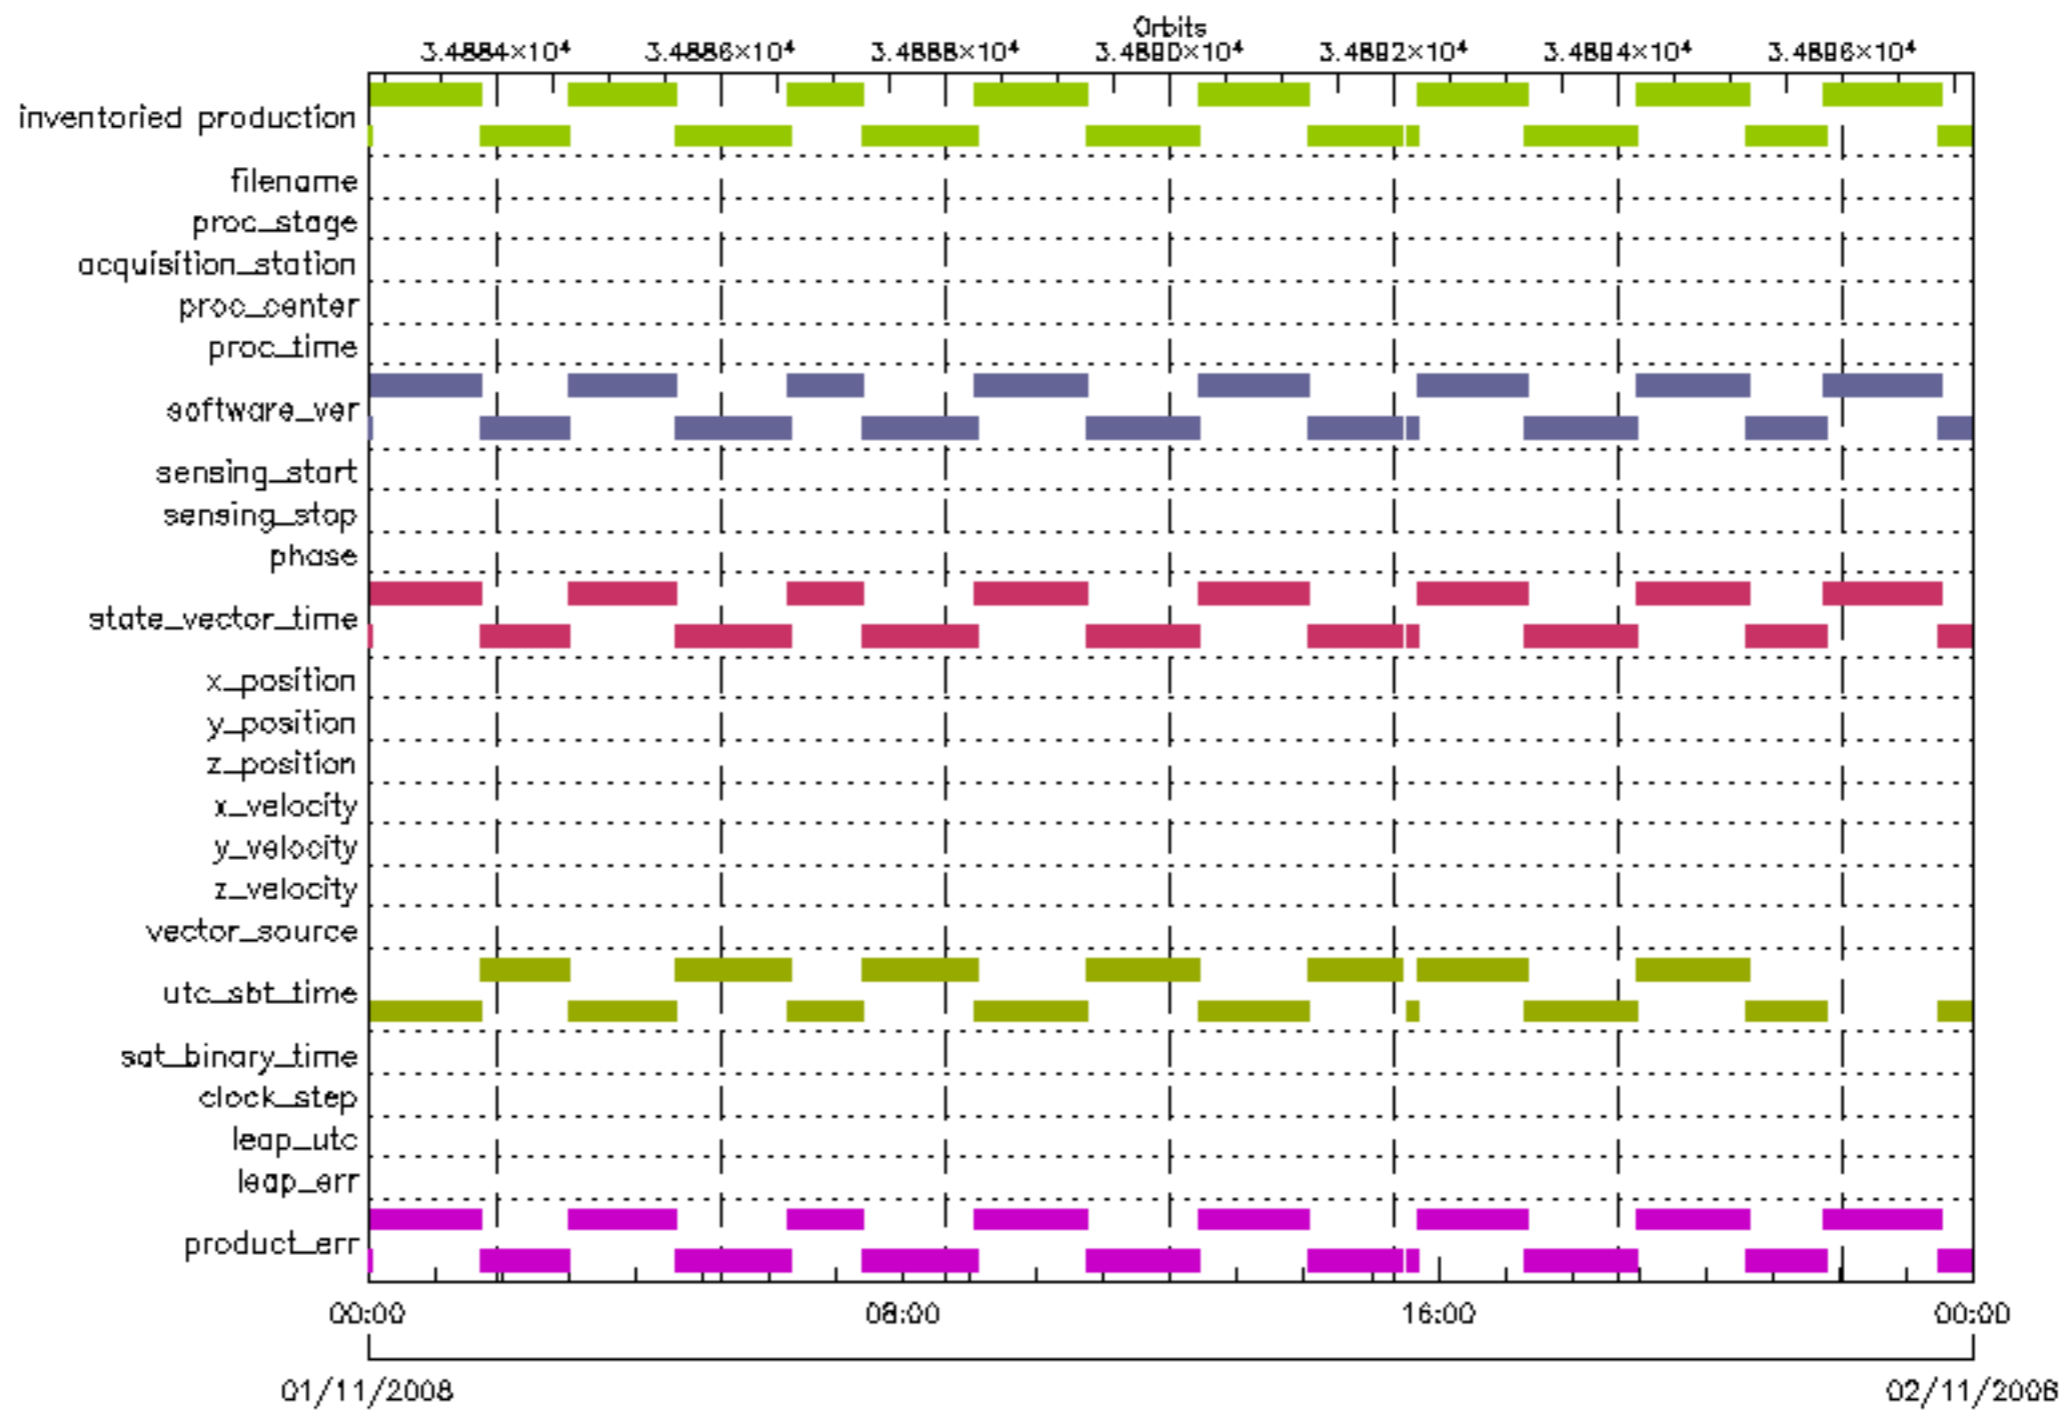 Orbits
3.4884×10⁴ 3.4886×10⁴ 3.4888×10⁴ 3.4890×10⁴ 3.4892×10⁴ 3.4894×10⁴ 3.4896×10⁴
inventoried production
filename
proc_stage
acquisition_station
proc_center
proc_time
software_ver
sensing_start
sensing_stop
phase
state_vector_time
x_position
y_position
z_position
x_velocity
y_velocity
z_velocity
vector_source
utc_sbt_time
sat_binary_time
clock_step
leap_utc
leap_err
product_err
00:00 08:00 16:00 00:00
01/11/2008 02/11/2008